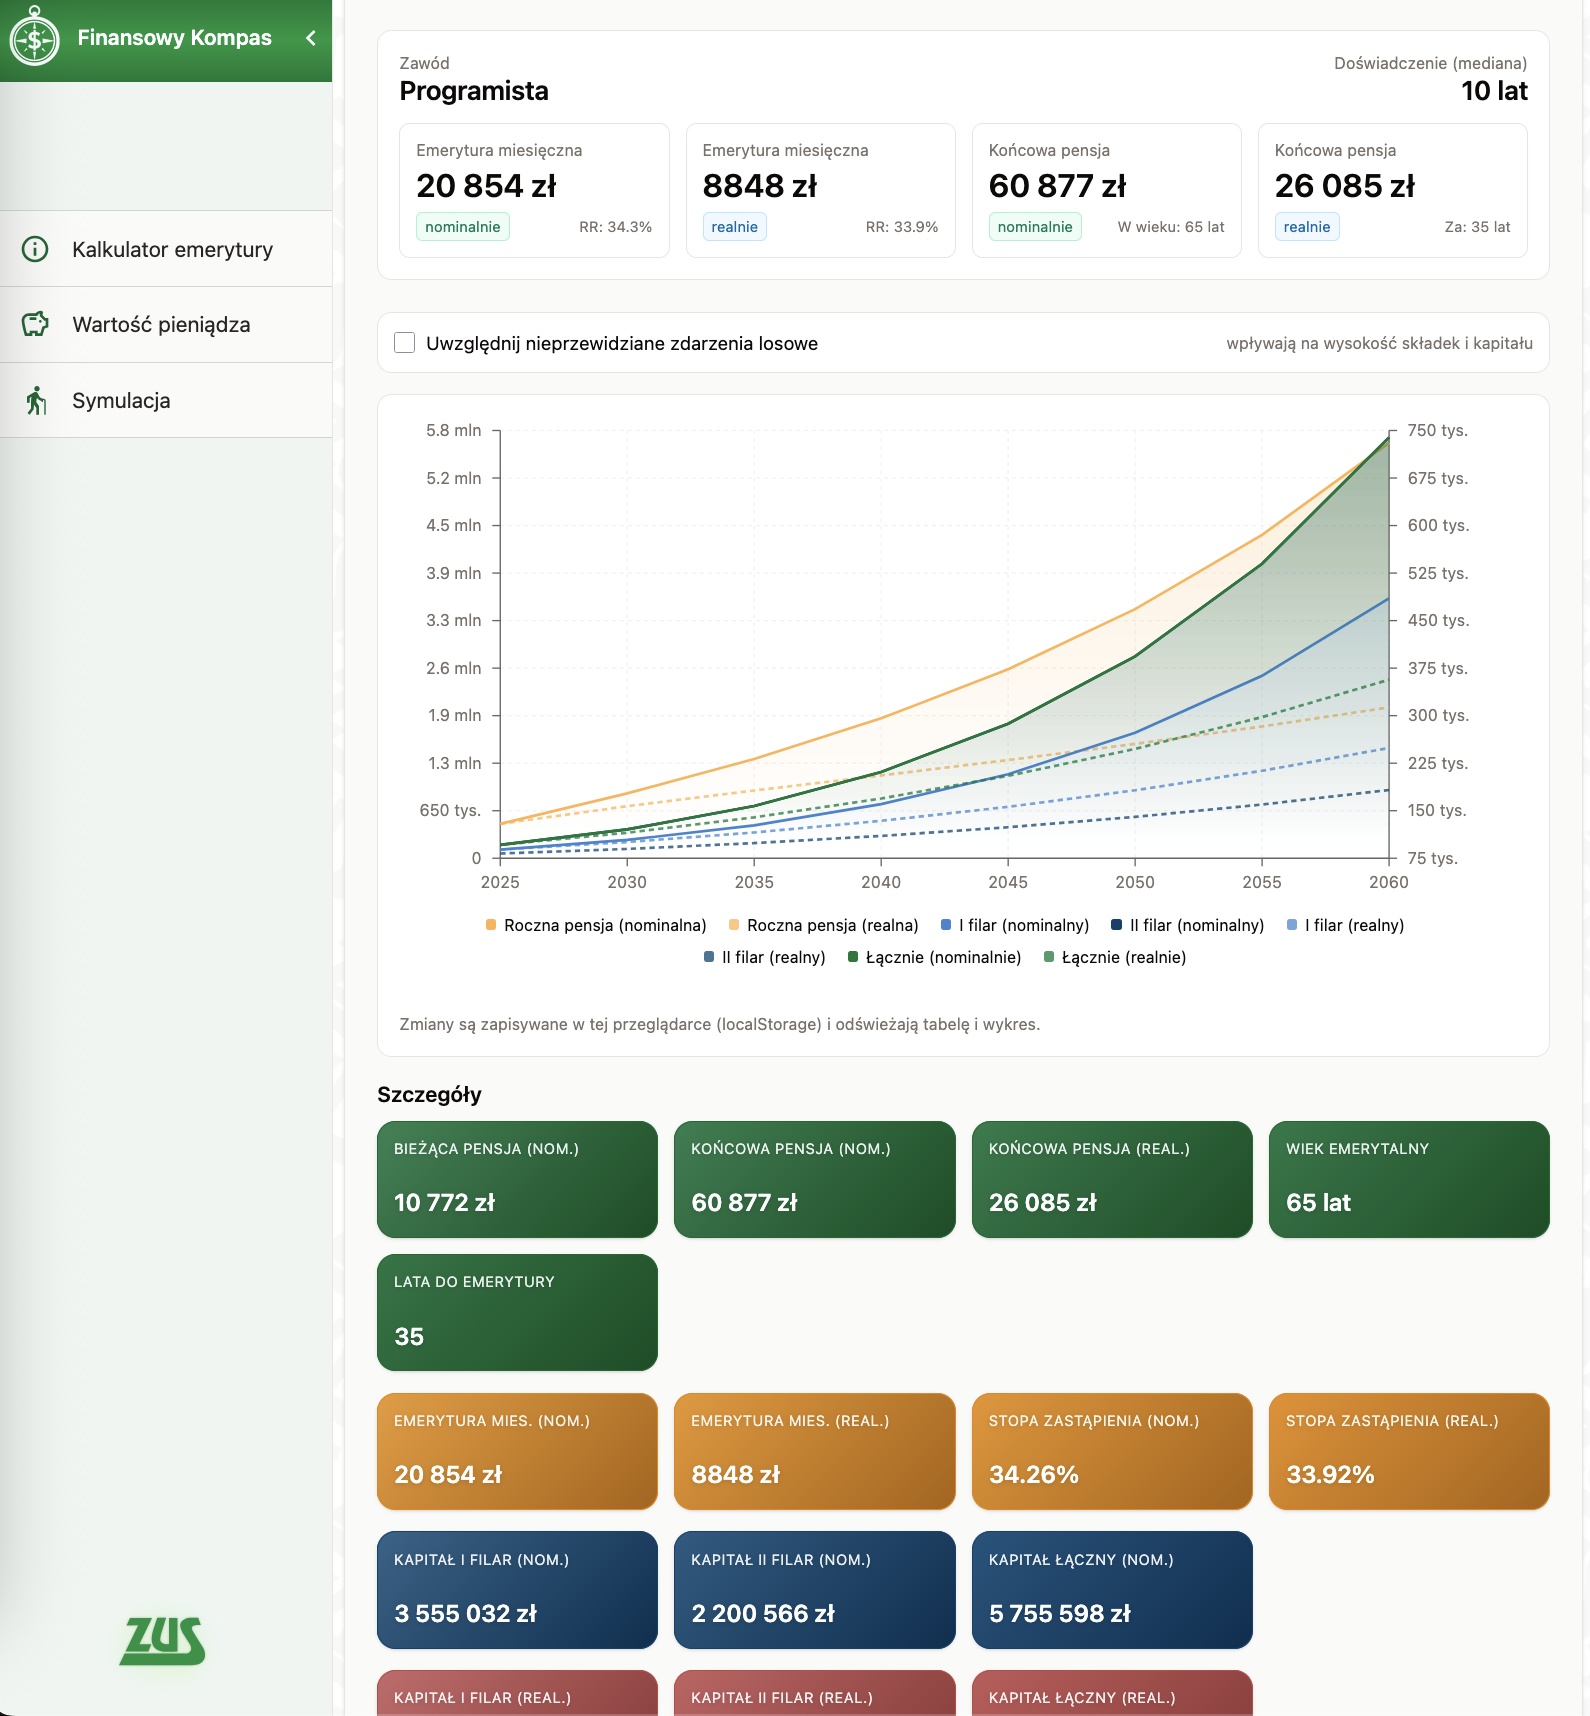 Finansowy Kompas
Kalkulator emerytury
Wartość pieniądza
Symulacja
ZUS
Zawód
Programista
Doświadczenie (mediana)
10 lat
Emerytura miesięczna
20 854 zł
nominalnie RR: 34.3%
Emerytura miesięczna
8848 zł
realnie RR: 33.9%
Końcowa pensja
60 877 zł
nominalnie W wieku: 65 lat
Końcowa pensja
26 085 zł
realnie Za: 35 lat
Uwzględnij nieprzewidziane zdarzenia losowe wpływają na wysokość składek i kapitału
5.8 mln 750 tys.
5.2 mln 675 tys.
4.5 mln 600 tys.
3.9 mln 525 tys.
3.3 mln 450 tys.
2.6 mln 375 tys.
1.9 mln 300 tys.
1.3 mln 225 tys.
650 tys. 150 tys.
0 75 tys.
2025 2030 2035 2040 2045 2050 2055 2060
Roczna pensja (nominalna) Roczna pensja (realna) I filar (nominalny) II filar (nominalny) I filar (realny)
II filar (realny) Łącznie (nominalnie) Łącznie (realnie)
Zmiany są zapisywane w tej przeglądarce (localStorage) i odświeżają tabelę i wykres.
Szczegóły
BIEŻĄCA PENSJA (NOM.)
10 772 zł
KOŃCOWA PENSJA (NOM.)
60 877 zł
KOŃCOWA PENSJA (REAL.)
26 085 zł
WIEK EMERYTALNY
65 lat
LATA DO EMERYTURY
35
EMERYTURA MIES. (NOM.)
20 854 zł
EMERYTURA MIES. (REAL.)
8848 zł
STOPA ZASTĄPIENIA (NOM.)
34.26%
STOPA ZASTĄPIENIA (REAL.)
33.92%
KAPITAŁ I FILAR (NOM.)
3 555 032 zł
KAPITAŁ II FILAR (NOM.)
2 200 566 zł
KAPITAŁ ŁĄCZNY (NOM.)
5 755 598 zł
KAPITAŁ I FILAR (REAL.)
KAPITAŁ II FILAR (REAL.)
KAPITAŁ ŁĄCZNY (REAL.)